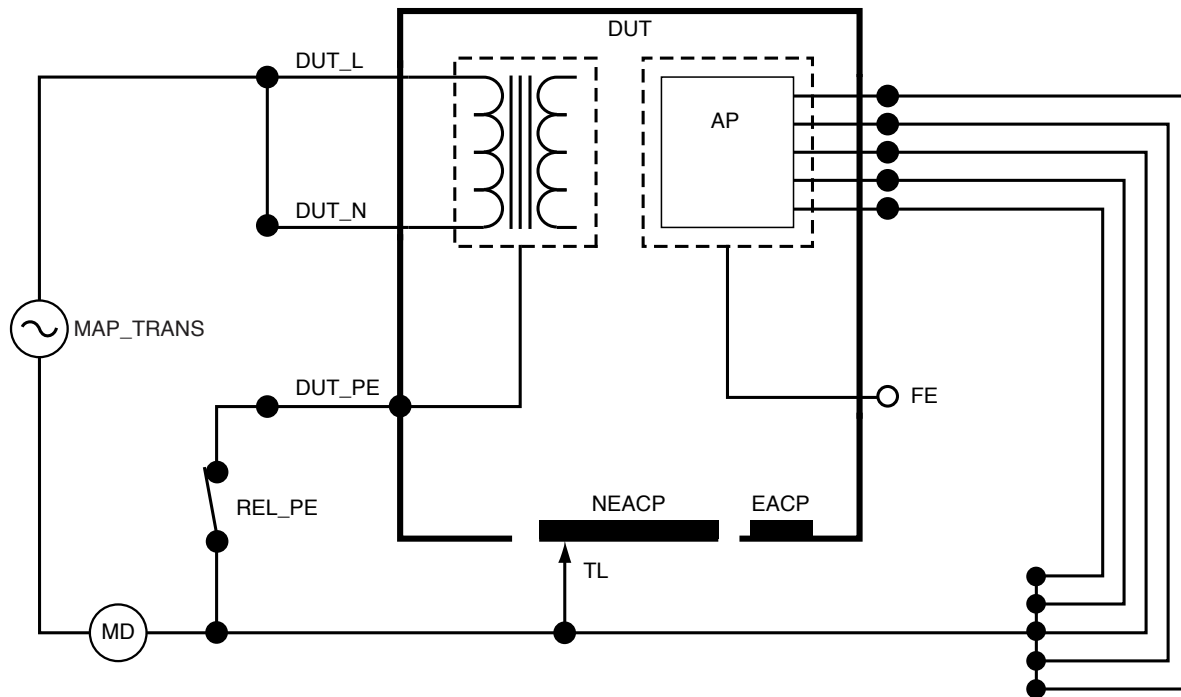 DUT
DUT_L
AP
DUT_N
MAP_TRANS
DUT_PE
FE
REL_PE
NEACP
EACP
TL
MD